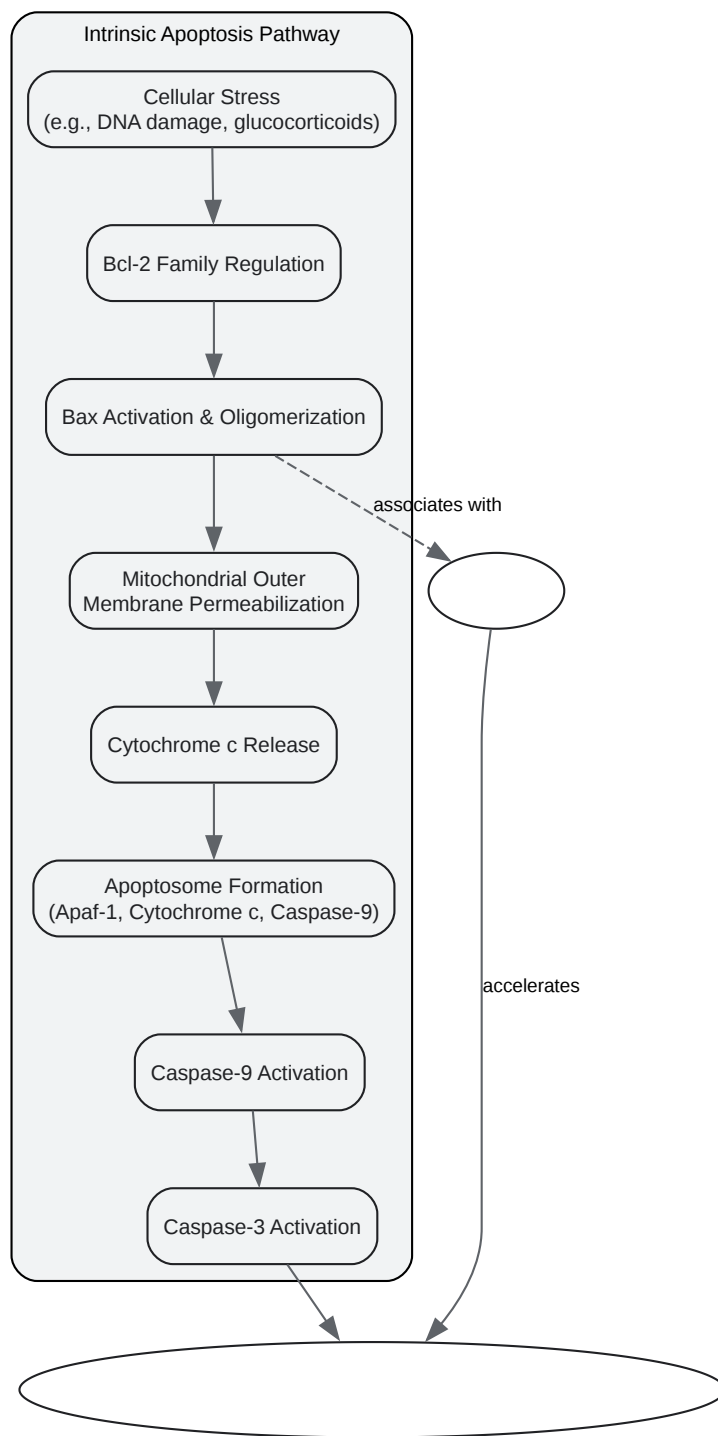 Intrinsic Apoptosis Pathway
Cellular Stress
(e.g., DNA damage, glucocorticoids)
Bcl-2 Family Regulation
Bax Activation & Oligomerization
associates with
Mitochondrial Outer
Membrane Permeabilization
Cytochrome c Release
Apoptosome Formation
(Apaf-1, Cytochrome c, Caspase-9)
accelerates
Caspase-9 Activation
Caspase-3 Activation